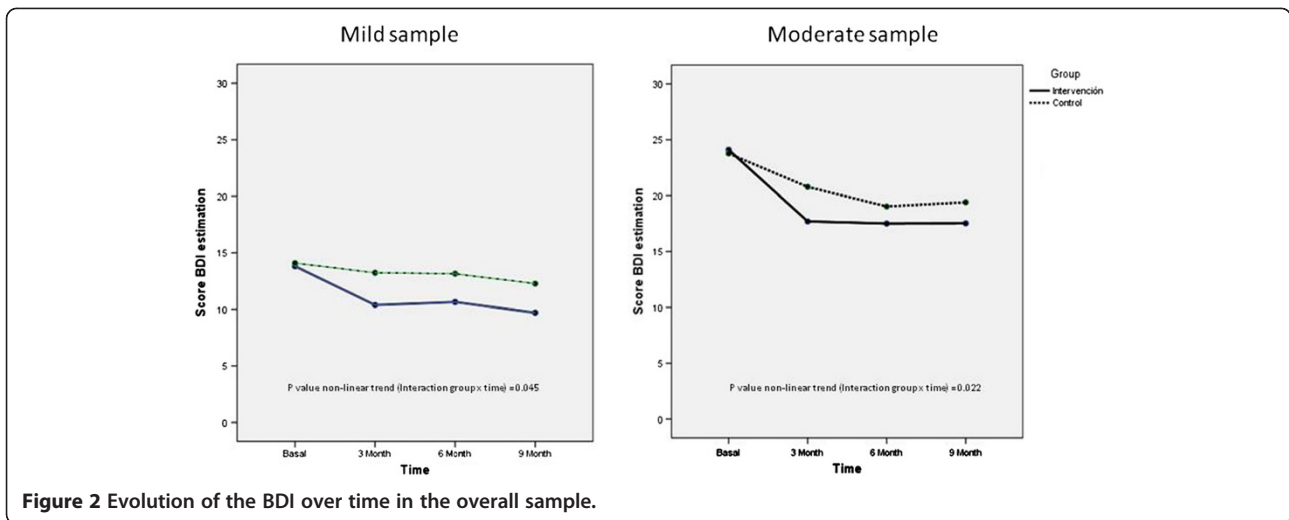 Mild sample
Moderate sample
30
25
20
15
10
5
0
Score BDI estimation
P value non-linear trend (Interaction group x time) =0.045
Basal
3 Month
6 Month
9 Month
Time
30
25
20
15
10
5
0
Score BDI estimation
P value non-linear trend (Interaction group x time) =0.022
Basal
3 Month
6 Month
9 Month
Time
Group
Intervención
Control
Figure 2 Evolution of the BDI over time in the overall sample.